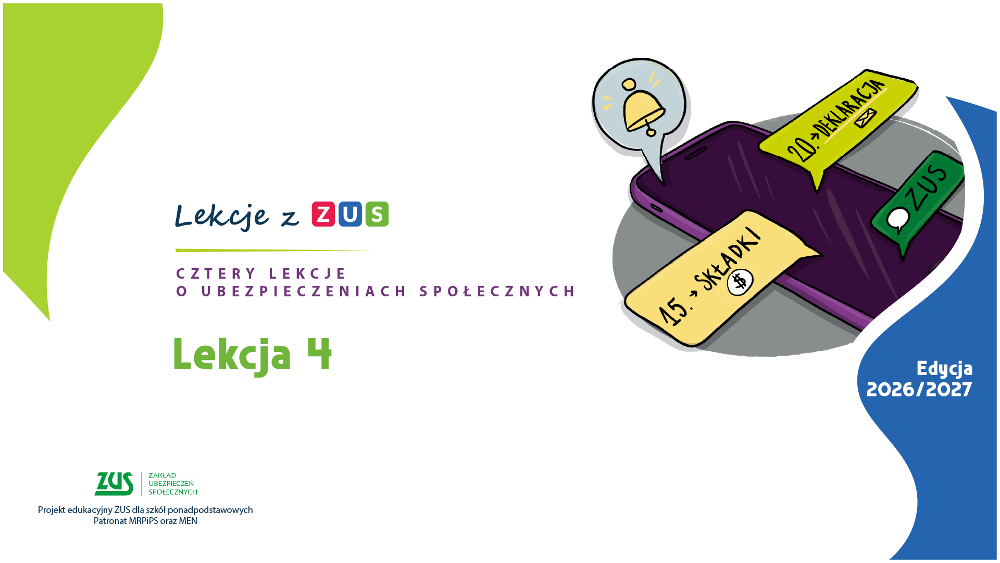 Lekcje z ZUS
CZTERY LEKCJE
O UBEZPIECZENIACH SPOŁECZNYCH
Lekcja 4
20. → DEKLARACJA
ZUS
15. → SKŁADKI
$
Edycja
2026/2027
ZUS
ZAKŁAD
UBEZPIECZEŃ
SPOŁECZNYCH
Projekt edukacyjny ZUS dla szkół ponadpodstawowych
Patronat MRPiPS oraz MEN